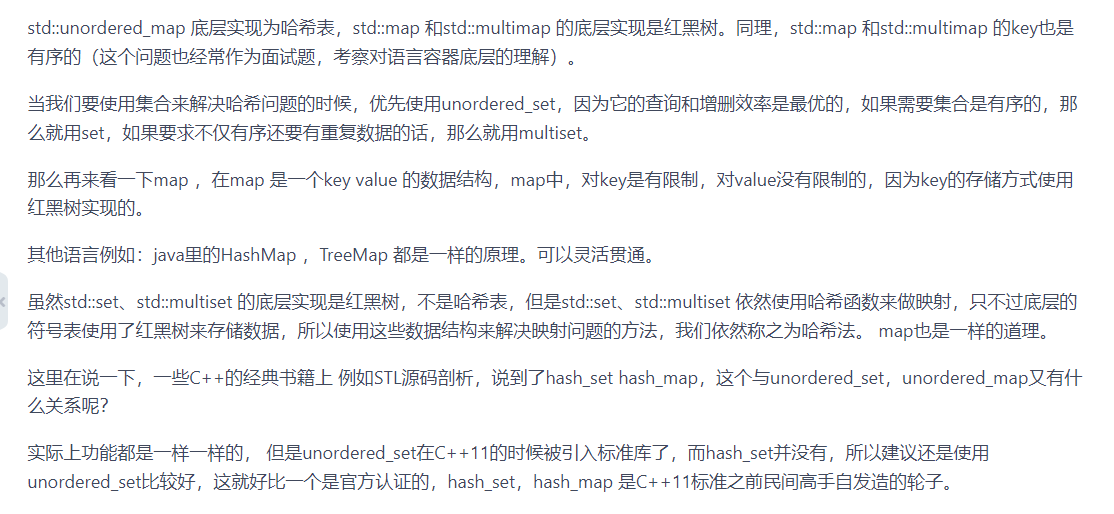 std::unordered_map 底层实现为哈希表，std::map 和std::multimap 的底层实现是红黑树。同理，std::map 和std::multimap 的key也是
有序的（这个问题也经常作为面试题，考察对语言容器底层的理解）。
当我们要使用集合来解决哈希问题的时候，优先使用unordered_set，因为它的查询和增删效率是最优的，如果需要集合是有序的，那
么就用set，如果要求不仅有序还要有重复数据的话，那么就用multiset。
那么再来看一下map ，在map 是一个key value 的数据结构，map中，对key是有限制，对value没有限制的，因为key的存储方式使用
红黑树实现的。
其他语言例如：java里的HashMap ，TreeMap 都是一样的原理。可以灵活贯通。
虽然std::set、std::multiset 的底层实现是红黑树，不是哈希表，但是std::set、std::multiset 依然使用哈希函数来做映射，只不过底层的
符号表使用了红黑树来存储数据，所以使用这些数据结构来解决映射问题的方法，我们依然称之为哈希法。 map也是一样的道理。
这里在说一下，一些C++的经典书籍上 例如STL源码剖析，说到了hash_set hash_map，这个与unordered_set，unordered_map又有什
么关系呢？
实际上功能都是一样一样的， 但是unordered_set在C++11的时候被引入标准库了，而hash_set并没有，所以建议还是使用
unordered_set比较好，这就好比一个是官方认证的，hash_set，hash_map 是C++11标准之前民间高手自发造的轮子。